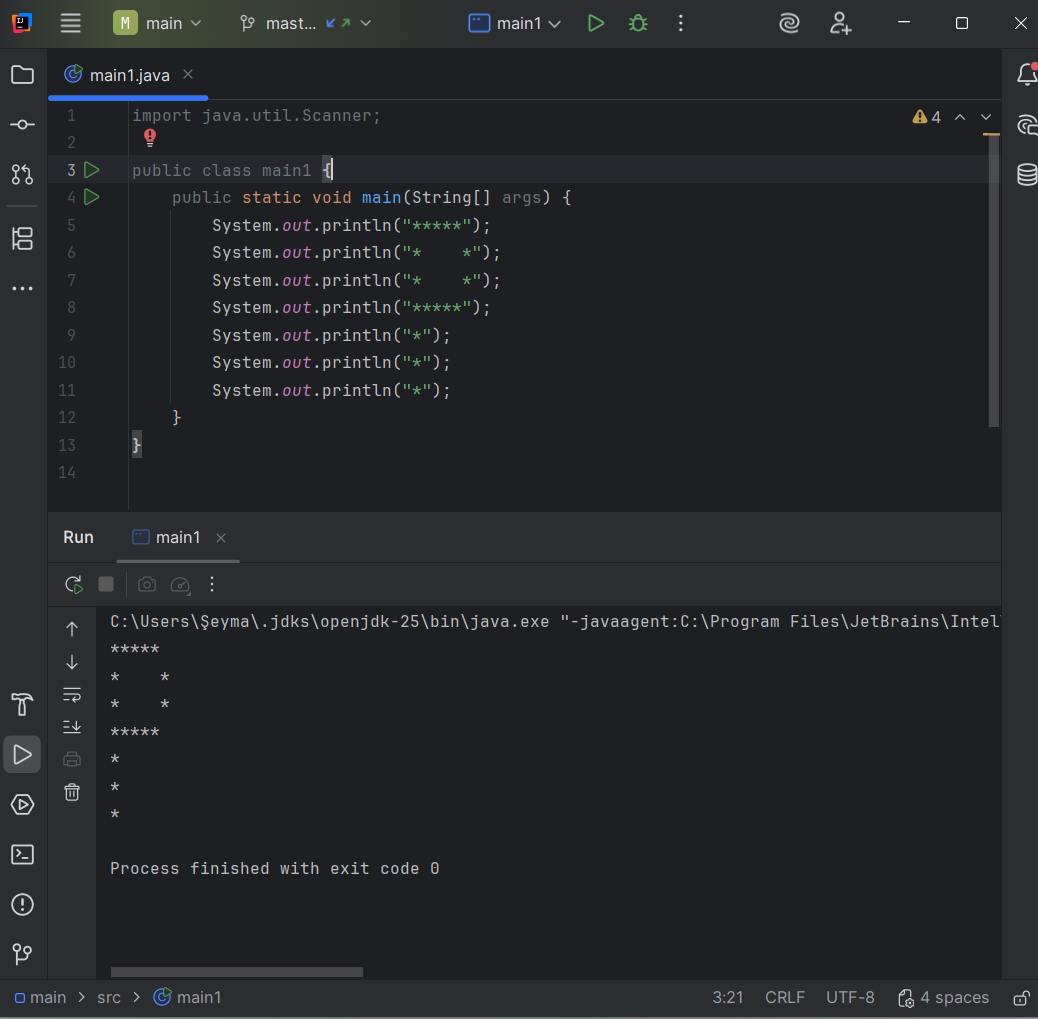 M main mast... main1
main1.java
1 import java.util.Scanner; 4
2
3 public class main1 {
4     public static void main(String[] args) {
5         System.out.println("*****");
6         System.out.println("*    *");
7         System.out.println("*    *");
8         System.out.println("*****");
9         System.out.println("*");
10         System.out.println("*");
11         System.out.println("*");
12     }
13 }
14
Run main1
C:\Users\Şeyma\.jdks\openjdk-25\bin\java.exe "-javaagent:C:\Program Files\JetBrains\Intel
*****
*    *
*    *
*****
*
*
*
Process finished with exit code 0
main > src > main1 3:21 CRLF UTF-8 4 spaces